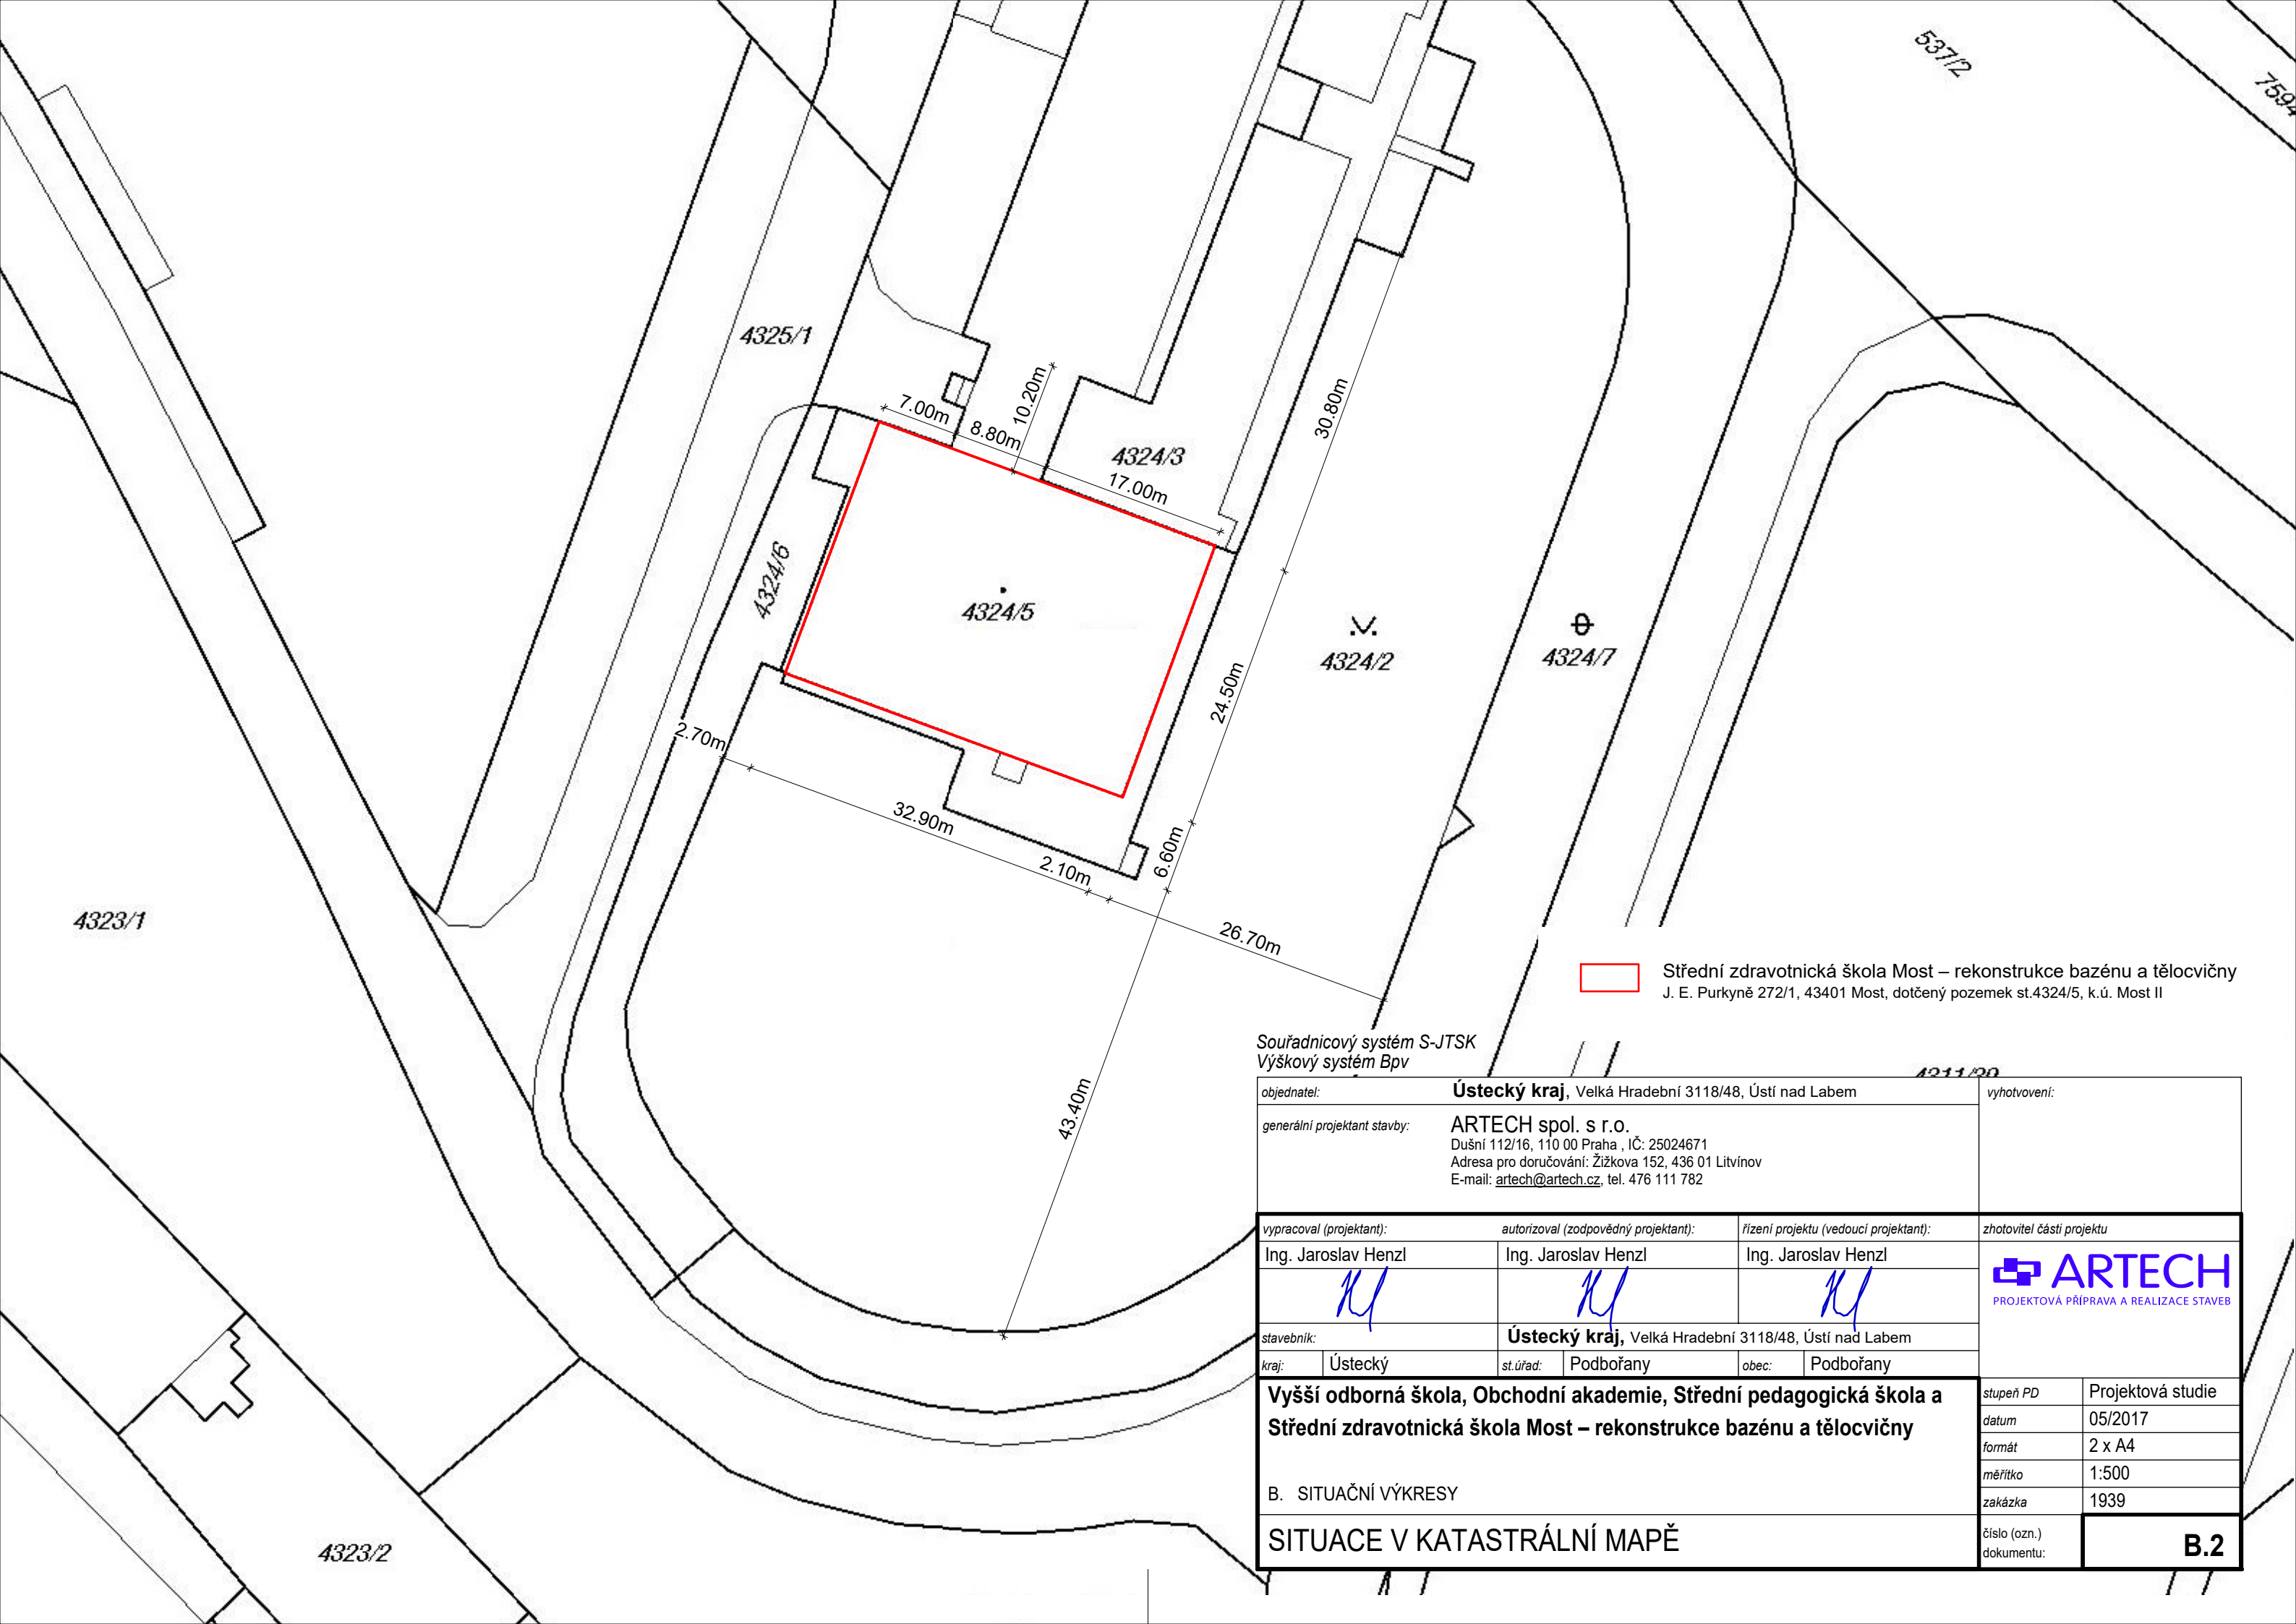 537/2
7594
4325/1
10.20m
7.00m
8.80m
30.80m
4324/3
17.00m
4324/6
4324/5
4324/2
4324/7
24.50m
2.70m
32.90m
6.60m
2.10m
26.70m
4323/1
43.40m
4323/2
Střední zdravotnická škola Most – rekonstrukce bazénu a tělocvičny
J. E. Purkyně 272/1, 43401 Most, dotčený pozemek st.4324/5, k.ú. Most II
Souřadnicový systém S-JTSK
Výškový systém Bpv
objednatel: Ústecký kraj, Velká Hradební 3118/48, Ústí nad Labem
vyhotovení:
generální projektant stavby: ARTECH spol. s r.o.
Dušní 112/16, 110 00 Praha , IČ: 25024671
Adresa pro doručování: Žižkova 152, 436 01 Litvínov
E-mail: artech@artech.cz, tel. 476 111 782
vypracoval (projektant): autorizoval (zodpovědný projektant): řízení projektu (vedoucí projektant): zhotovitel části projektu
Ing. Jaroslav Henzl Ing. Jaroslav Henzl Ing. Jaroslav Henzl
ARTECH
PROJEKTOVÁ PŘÍPRAVA A REALIZACE STAVEB
stavebník: Ústecký kraj, Velká Hradební 3118/48, Ústí nad Labem
kraj: Ústecký st.úřad: Podbořany obec: Podbořany
Vyšší odborná škola, Obchodní akademie, Střední pedagogická škola a
Střední zdravotnická škola Most – rekonstrukce bazénu a tělocvičny
B. SITUAČNÍ VÝKRESY
SITUACE V KATASTRÁLNÍ MAPĚ
stupeň PD Projektová studie
datum 05/2017
formát 2 x A4
měřítko 1:500
zakázka 1939
číslo (ozn.)
dokumentu: B.2